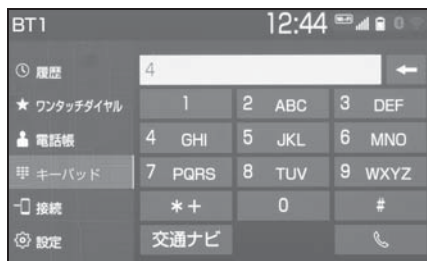 BT1 12:44
履歴
4
ワンタッチダイヤル
1 2 ABC 3 DEF
電話帳
4 GHI 5 JKL 6 MNO
キーパッド
7 PQRS 8 TUV 9 WXYZ
接続
*+ 0 #
設定
交通ナビ